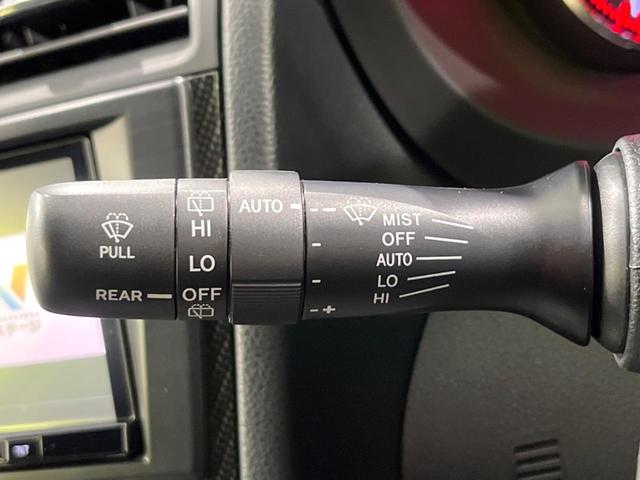 PULL
REAR
HI
LO
OFF
AUTO
- -
-
-
- +
MIST
OFF
AUTO
LO
HI